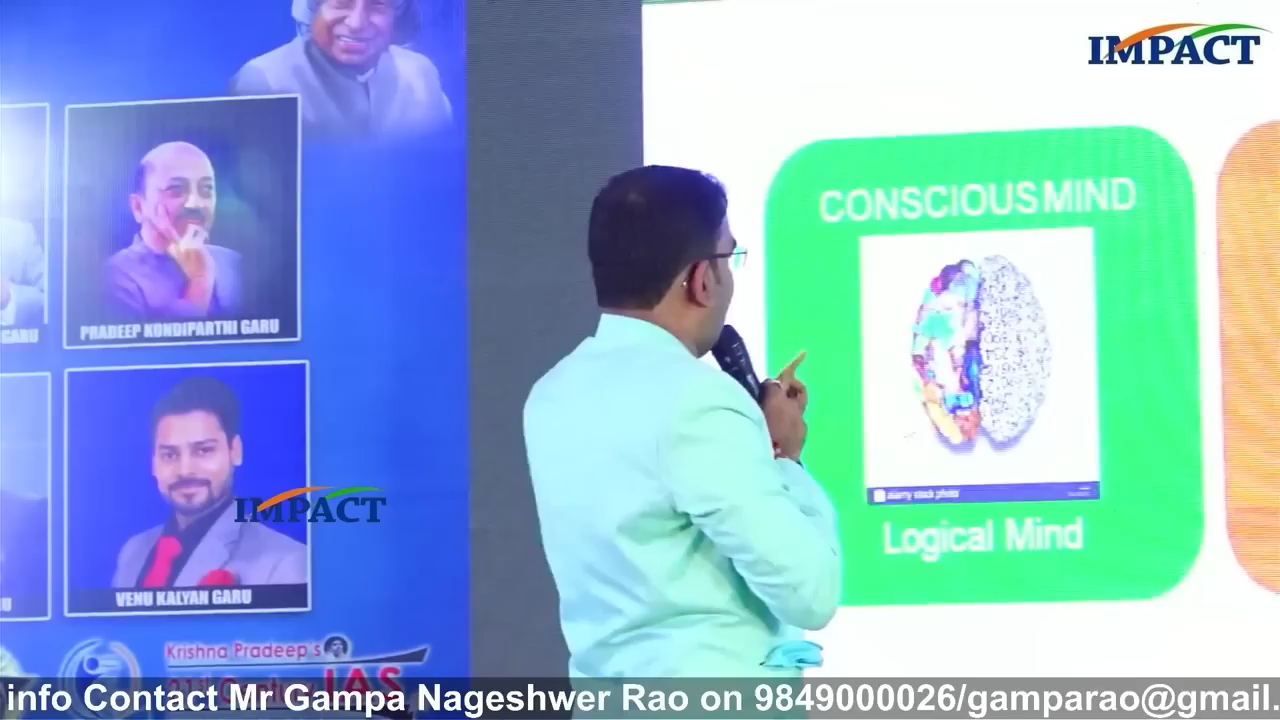 IMPACT
CONSCIOUS MIND
Logical Mind
GARU
PRADEEP KONDIPARTHI GARU
IMPACT
VENU KALYAN GARU
Krishna Pradeep's
IAS
info Contact Mr Gampa Nageshwer Rao on 9849000026/gamparao@gmail.